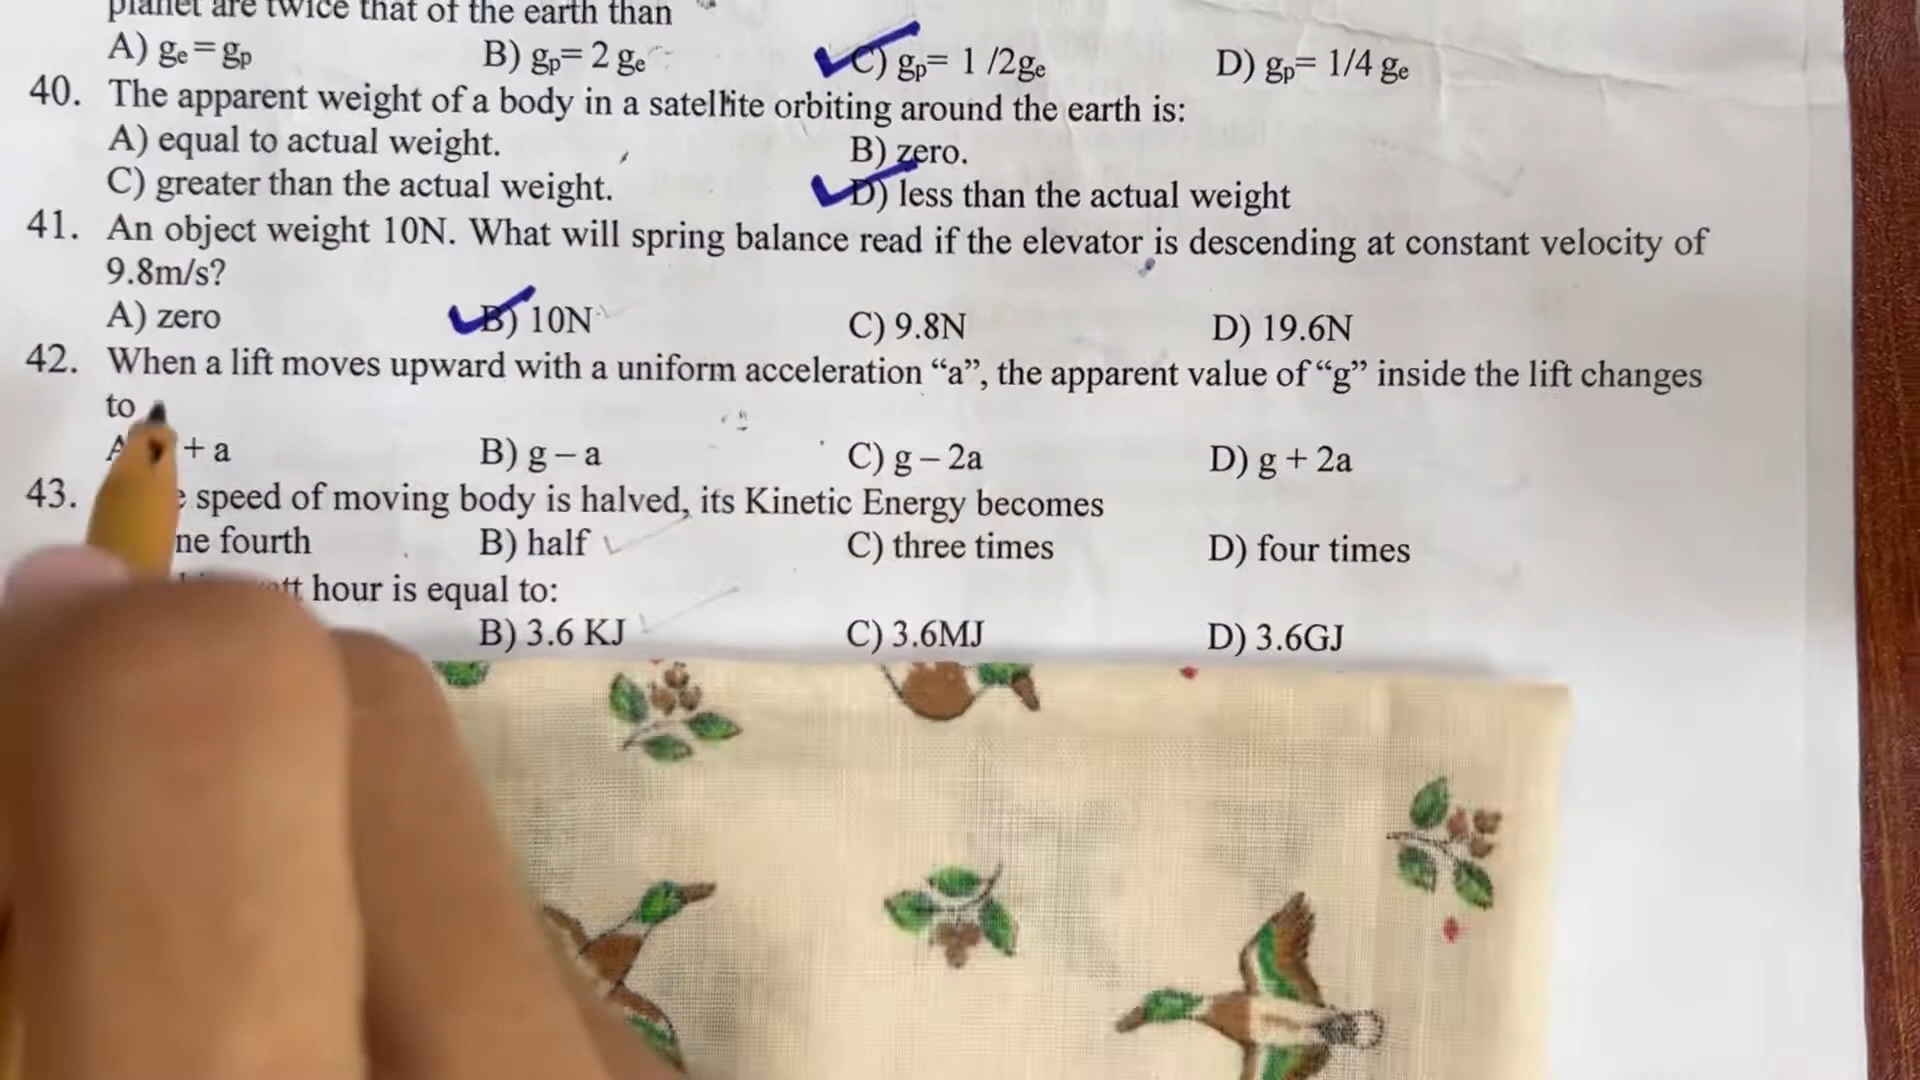 planet are twice that of the earth than
A) ge=gp B) gp= 2 ge C) gp= 1 /2ge D) gp= 1/4 ge
40. The apparent weight of a body in a satellite orbiting around the earth is:
A) equal to actual weight. B) zero.
C) greater than the actual weight. D) less than the actual weight
41. An object weight 10N. What will spring balance read if the elevator is descending at constant velocity of
9.8m/s?
A) zero B) 10N C) 9.8N D) 19.6N
42. When a lift moves upward with a uniform acceleration “a”, the apparent value of “g” inside the lift changes
to
+ a B) g – a C) g – 2a D) g + 2a
43. speed of moving body is halved, its Kinetic Energy becomes
fourth B) half C) three times D) four times
hour is equal to:
B) 3.6 KJ C) 3.6MJ D) 3.6GJ